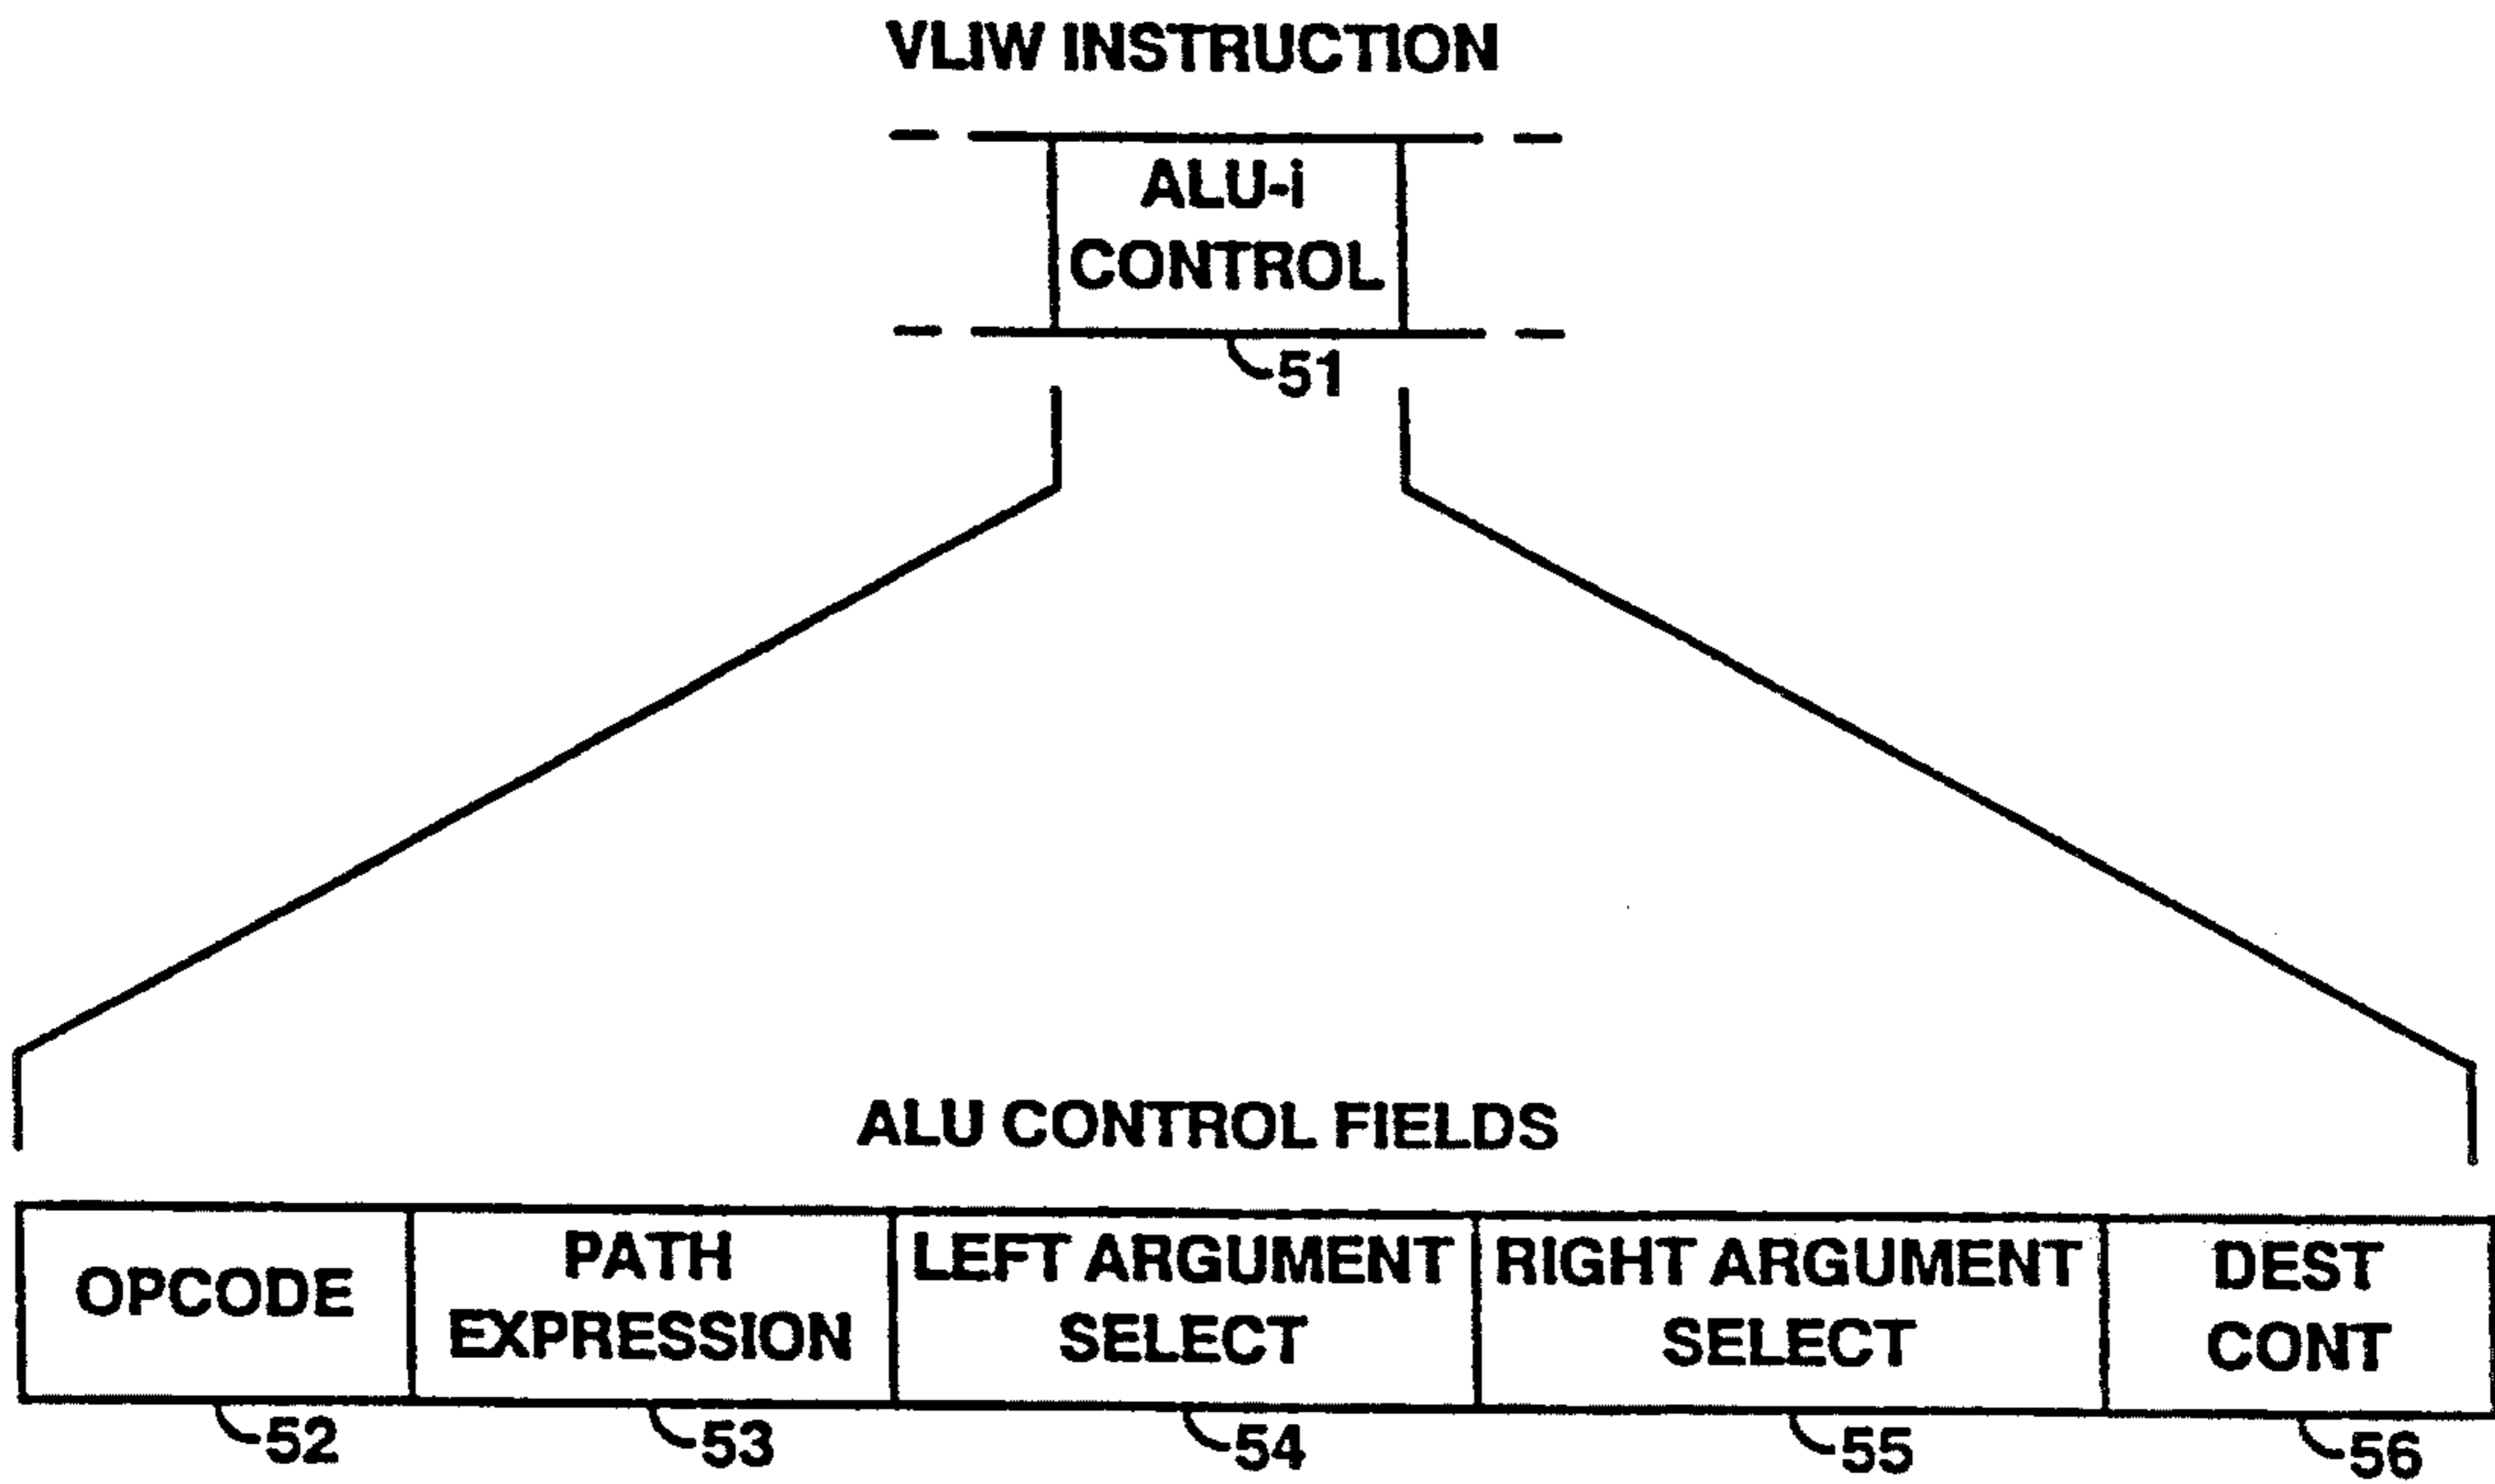 VLIW INSTRUCTION
ALU-i
CONTROL
51
ALU CONTROL FIELDS
OPCODE
PATH
EXPRESSION
LEFT ARGUMENT
SELECT
RIGHT ARGUMENT
SELECT
DEST
CONT
52
53
54
55
56